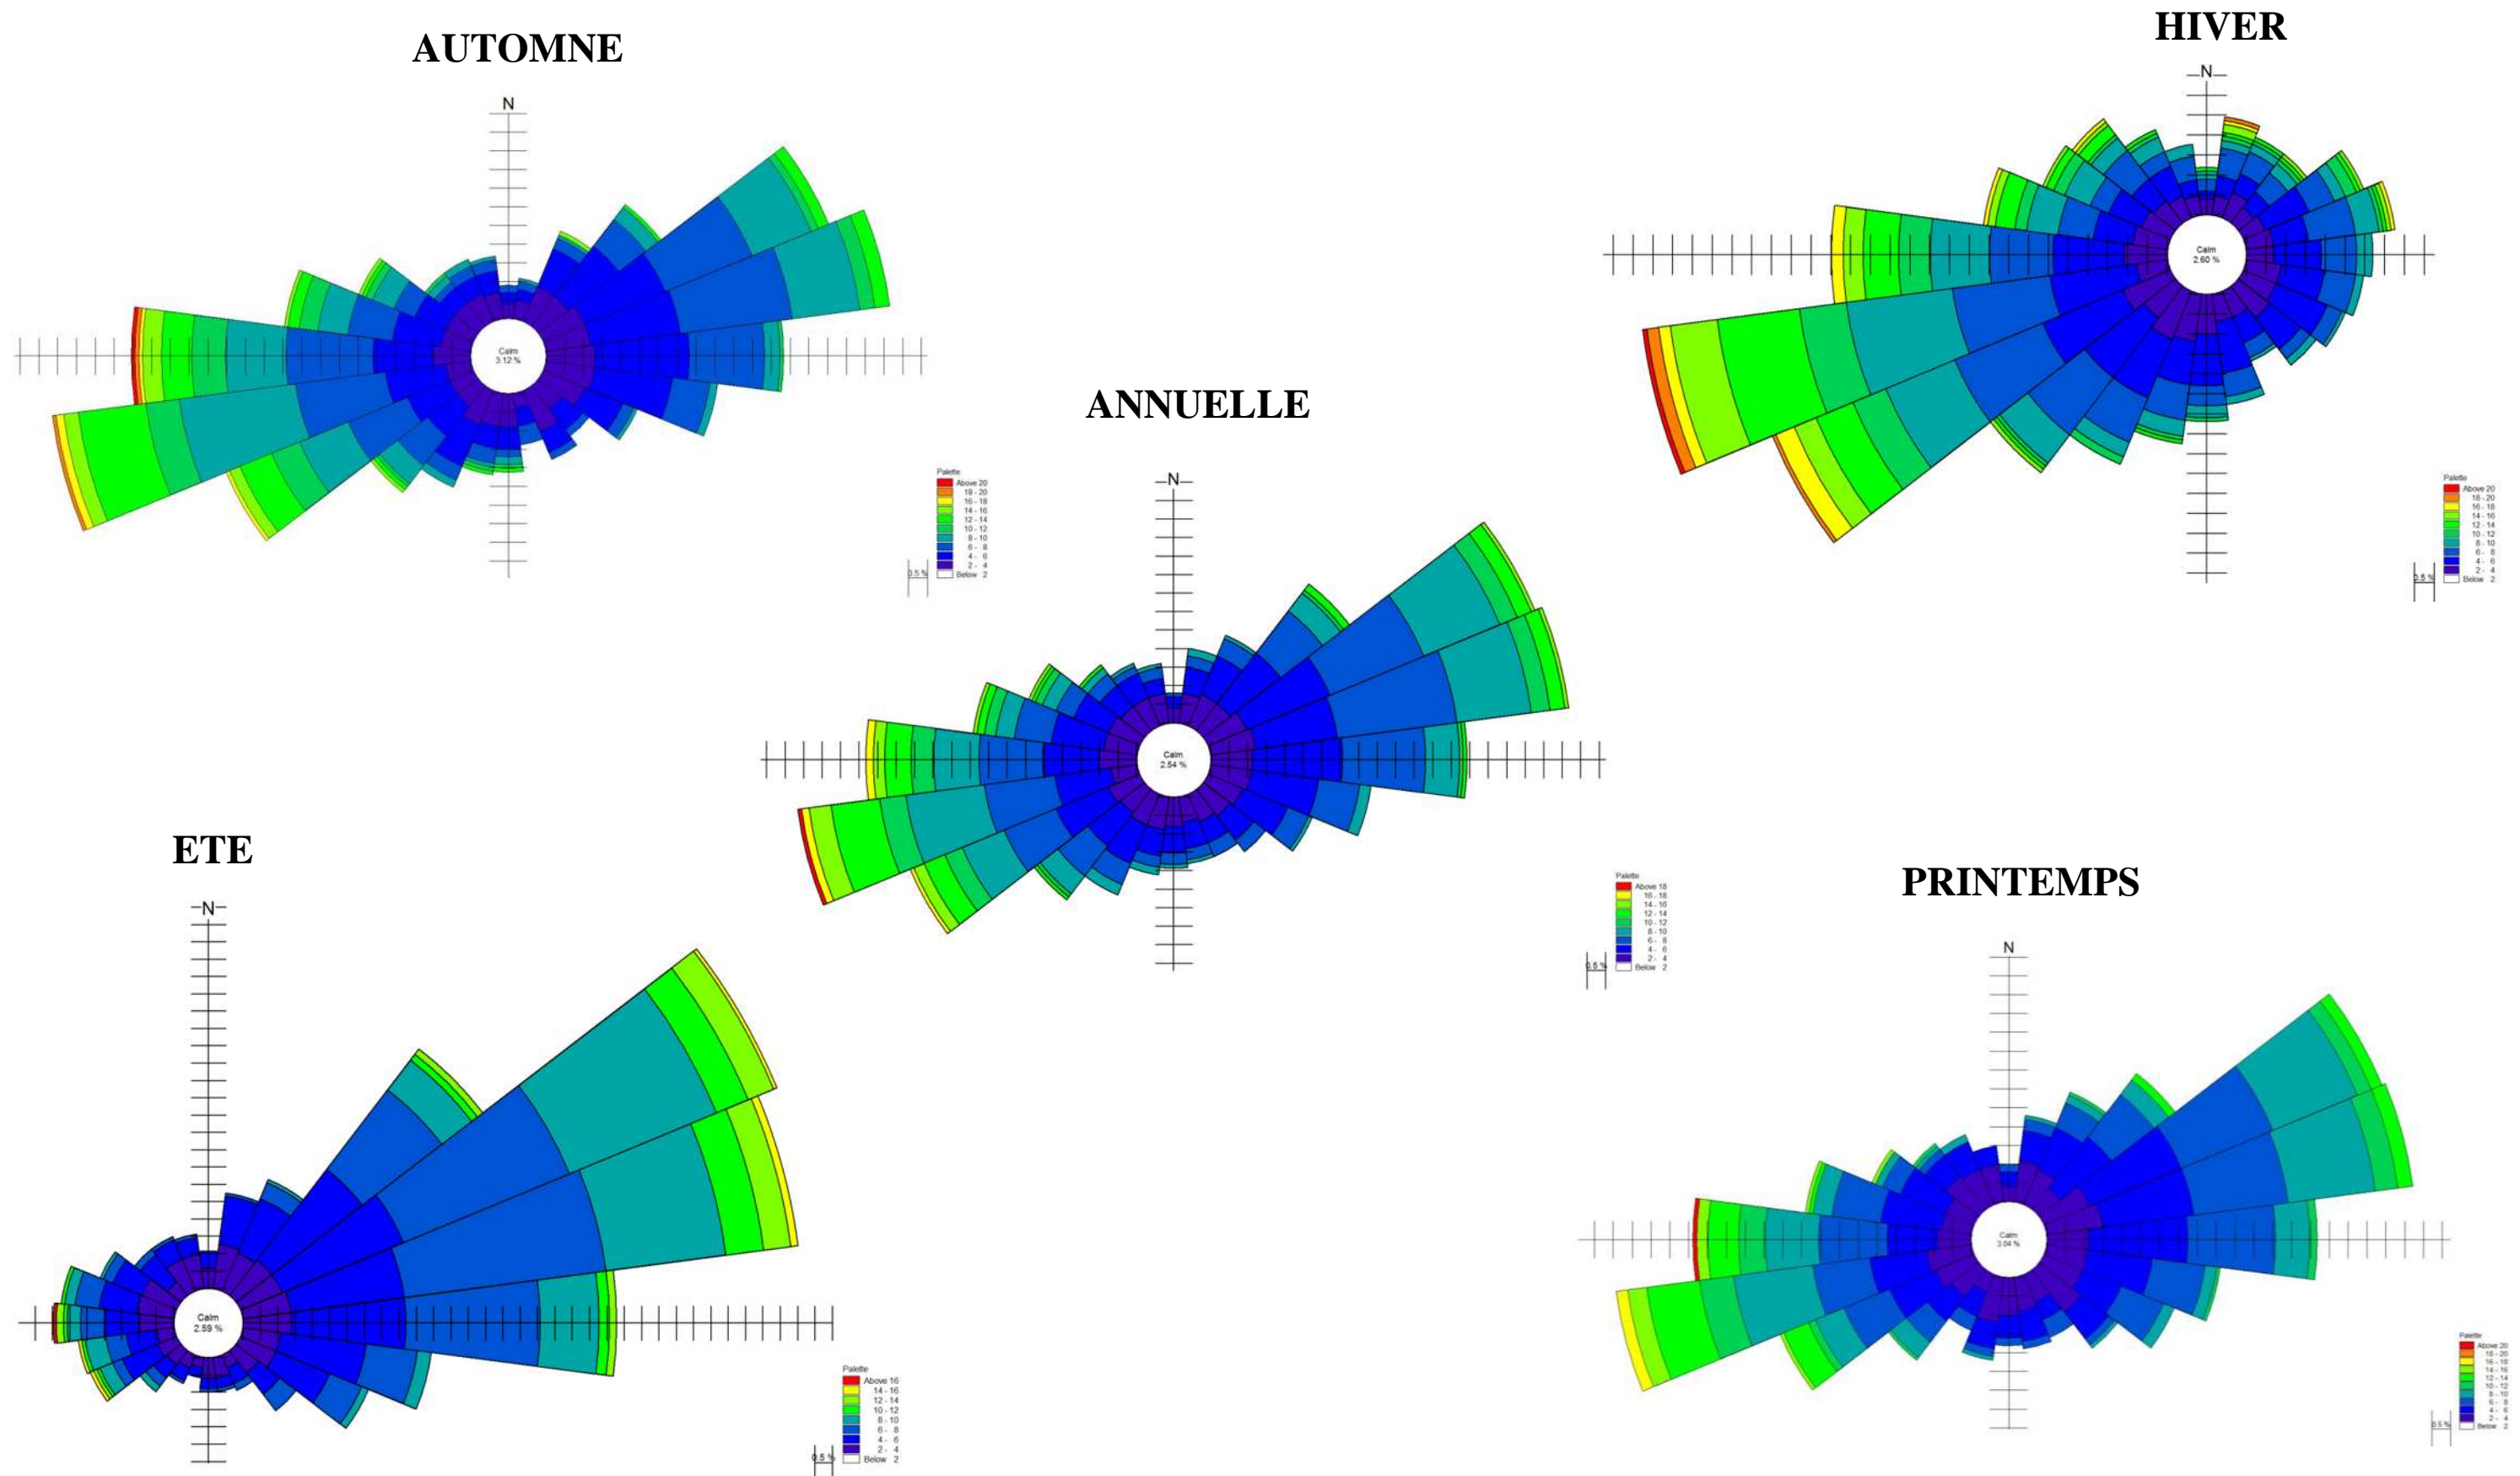 AUTOMNE
N
Calm
3.12 %
Palette
Above 20
18 - 20
16 - 18
14 - 16
12 - 14
10 - 12
8 - 10
6 - 8
4 - 6
2 - 4
Below 2
0.5 %
HIVER
N
Calm
2.60 %
Palette
Above 20
18 - 20
16 - 18
14 - 16
12 - 14
10 - 12
8 - 10
6 - 8
4 - 6
2 - 4
Below 2
0.5 %
ANNUELLE
N
Calm
2.54 %
Palette
Above 18
16 - 18
14 - 16
12 - 14
10 - 12
8 - 10
6 - 8
4 - 6
2 - 4
Below 2
0.5 %
ETE
N
Calm
2.59 %
Palette
Above 16
14 - 16
12 - 14
10 - 12
8 - 10
6 - 8
4 - 6
2 - 4
Below 2
0.5 %
PRINTEMPS
N
Calm
3.04 %
Palette
Above 20
18 - 20
16 - 18
14 - 16
12 - 14
10 - 12
8 - 10
6 - 8
4 - 6
2 - 4
Below 2
0.5 %